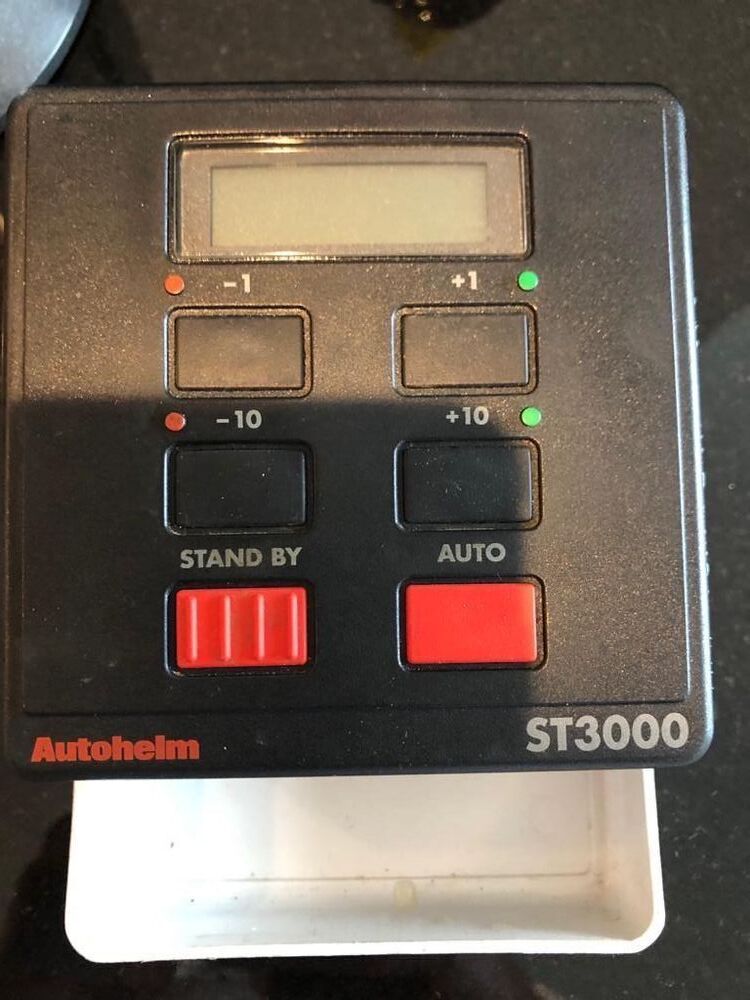 -1 +1
-10 +10
STAND BY AUTO
Autohelm ST3000